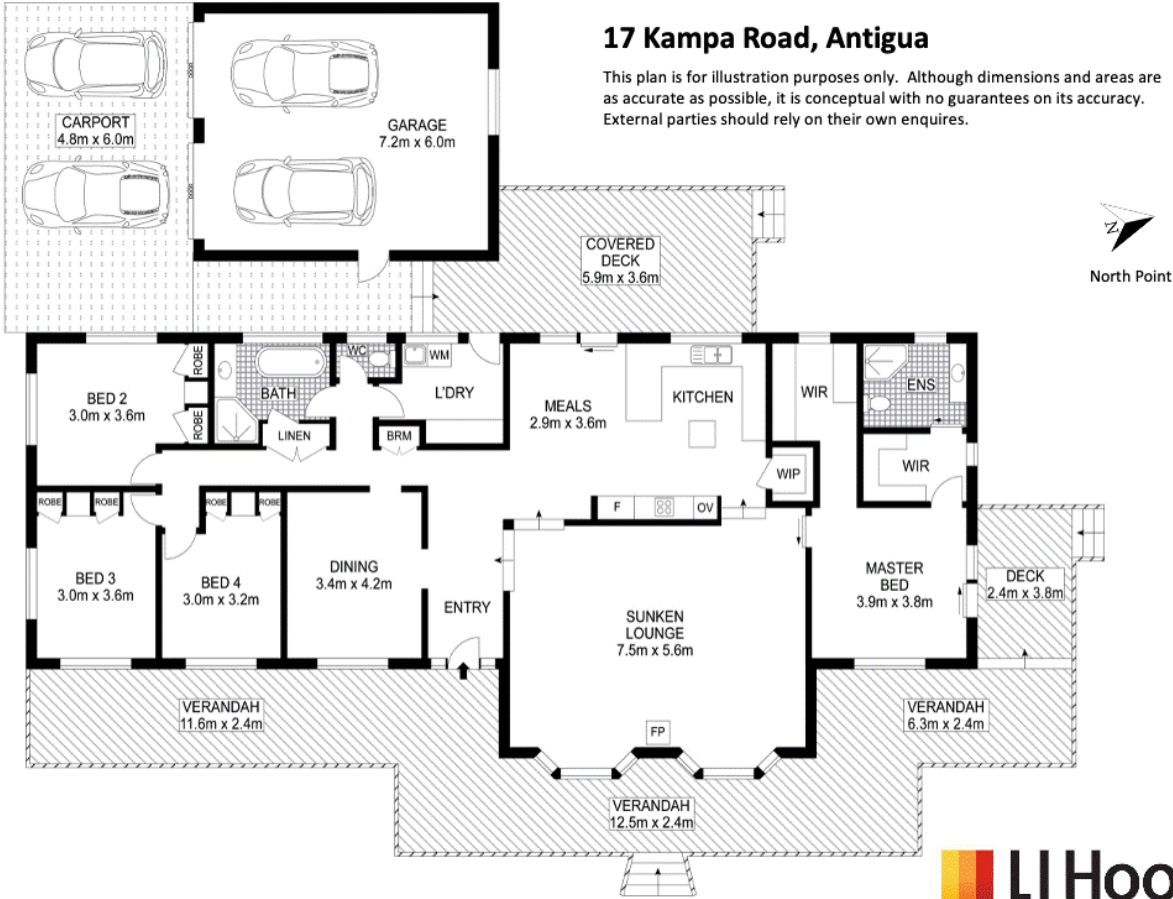 17 Kampa Road, Antigua
This plan is for illustration purposes only. Although dimensions and areas are
as accurate as possible, it is conceptual with no guarantees on its accuracy.
External parties should rely on their own enquires.
CARPORT
4.8m x 6.0m
GARAGE
7.2m x 6.0m
COVERED
DECK
5.9m x 3.6m
N
North Point
BED 2
3.0m x 3.6m
ROBE
ROBE
BATH
WC
WM
L'DRY
LINEN
BRM
MEALS
2.9m x 3.6m
KITCHEN
WIR
ENS
WIP
WIR
F
OV
ROBE
ROBE
ROBE
ROBE
BED 3
3.0m x 3.6m
BED 4
3.0m x 3.2m
DINING
3.4m x 4.2m
ENTRY
SUNKEN
LOUNGE
7.5m x 5.6m
MASTER
BED
3.9m x 3.8m
DECK
2.4m x 3.8m
FP
VERANDAH
11.6m x 2.4m
VERANDAH
6.3m x 2.4m
VERANDAH
12.5m x 2.4m
LI Hoo